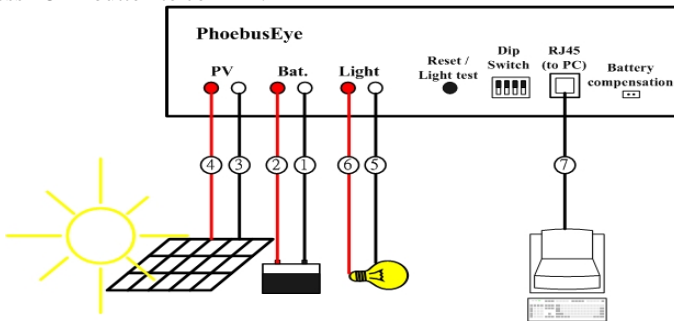 PhoebusEye
PV Bat. Light
Reset /
Light test
Dip
Switch
RJ45
(to PC)
Battery
compensation
4 3 2 1 6 5 7